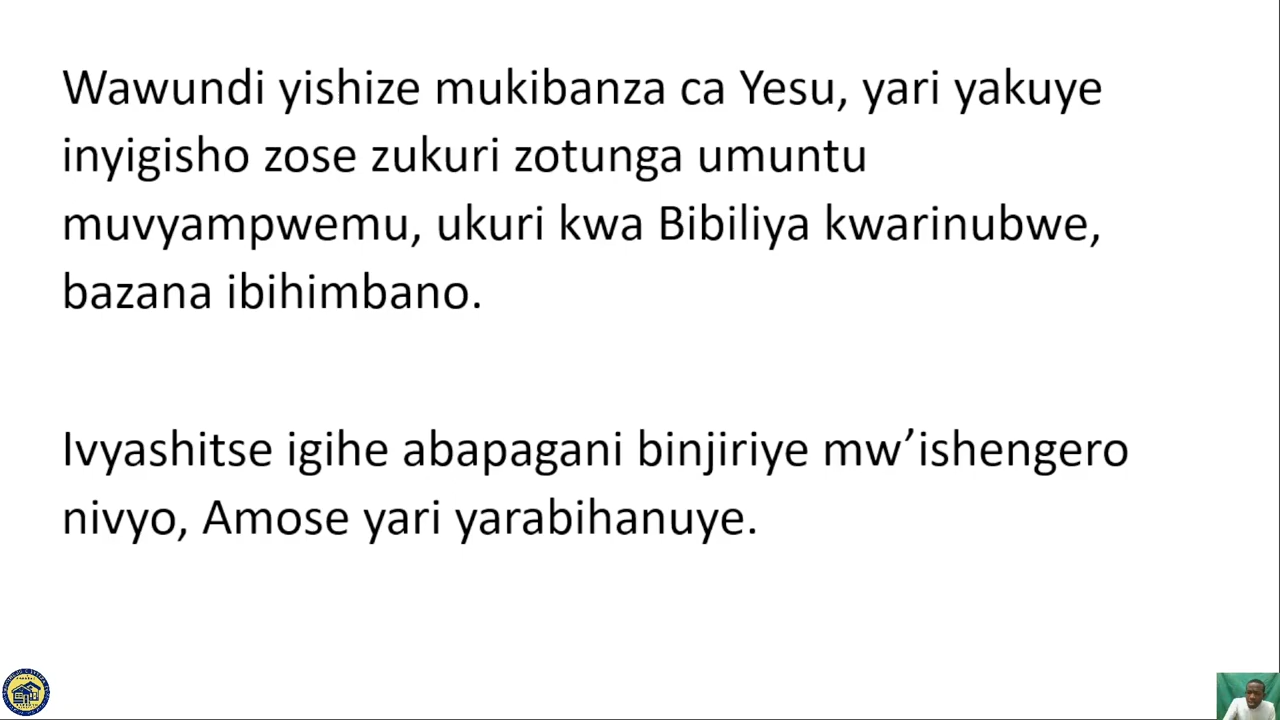 Wawundi yishize mukibanza ca Yesu, yari yakuye
inyigisho zose zukuri zotunga umuntu
muvyampwemu, ukuri kwa Bibiliya kwarinubwe,
bazana ibihimbano.
Ivyashitse igihe abapagani binjiriye mw’ishengero
nivyo, Amose yari yarabihanuye.